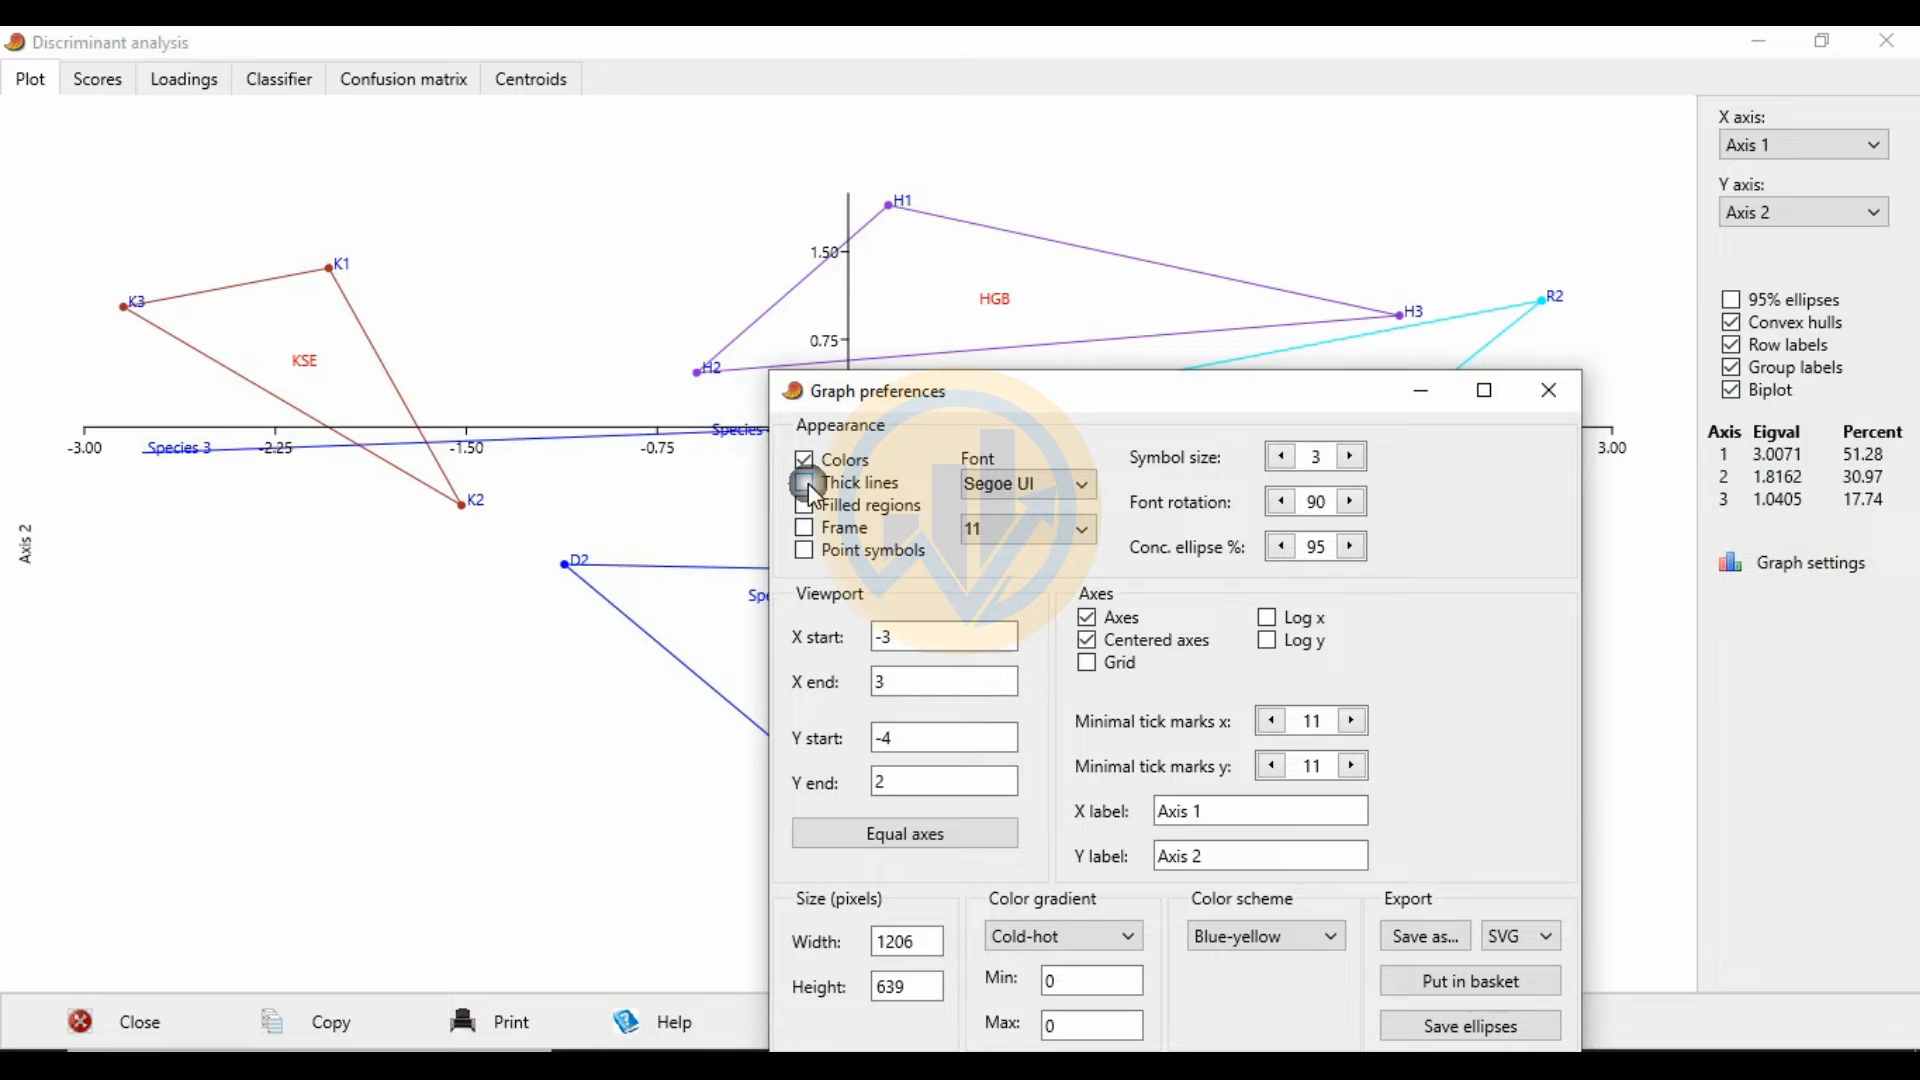 Discriminant analysis
Plot Scores Loadings Classifier Confusion matrix Centroids
X axis:
Axis 1
Y axis:
Axis 2
95% ellipses
Convex hulls
Row labels
Group labels
Biplot
Axis Eigval Percent
1 3.0071 51.28
2 1.8162 30.97
3 1.0405 17.74
Graph settings
H1
1.50
K1
HGB
R2
K3
H3
0.75
KSE
H2
-3.00 -2.25 -1.50 -0.75 3.00
Species 3
Species
K2
Axis 2
D2
Graph preferences
Appearance
Colors
Thick lines
Filled regions
Frame
Point symbols
Font
Segoe UI
11
Symbol size: 3
Font rotation: 90
Conc. ellipse %: 95
Viewport
X start: -3
X end: 3
Y start: -4
Y end: 2
Equal axes
Axes
Axes
Centered axes
Grid
Log x
Log y
Minimal tick marks x: 11
Minimal tick marks y: 11
X label: Axis 1
Y label: Axis 2
Size (pixels)
Width: 1206
Height: 639
Color gradient
Cold-hot
Min: 0
Max: 0
Color scheme
Blue-yellow
Export
Save as... SVG
Put in basket
Save ellipses
Close Copy Print Help